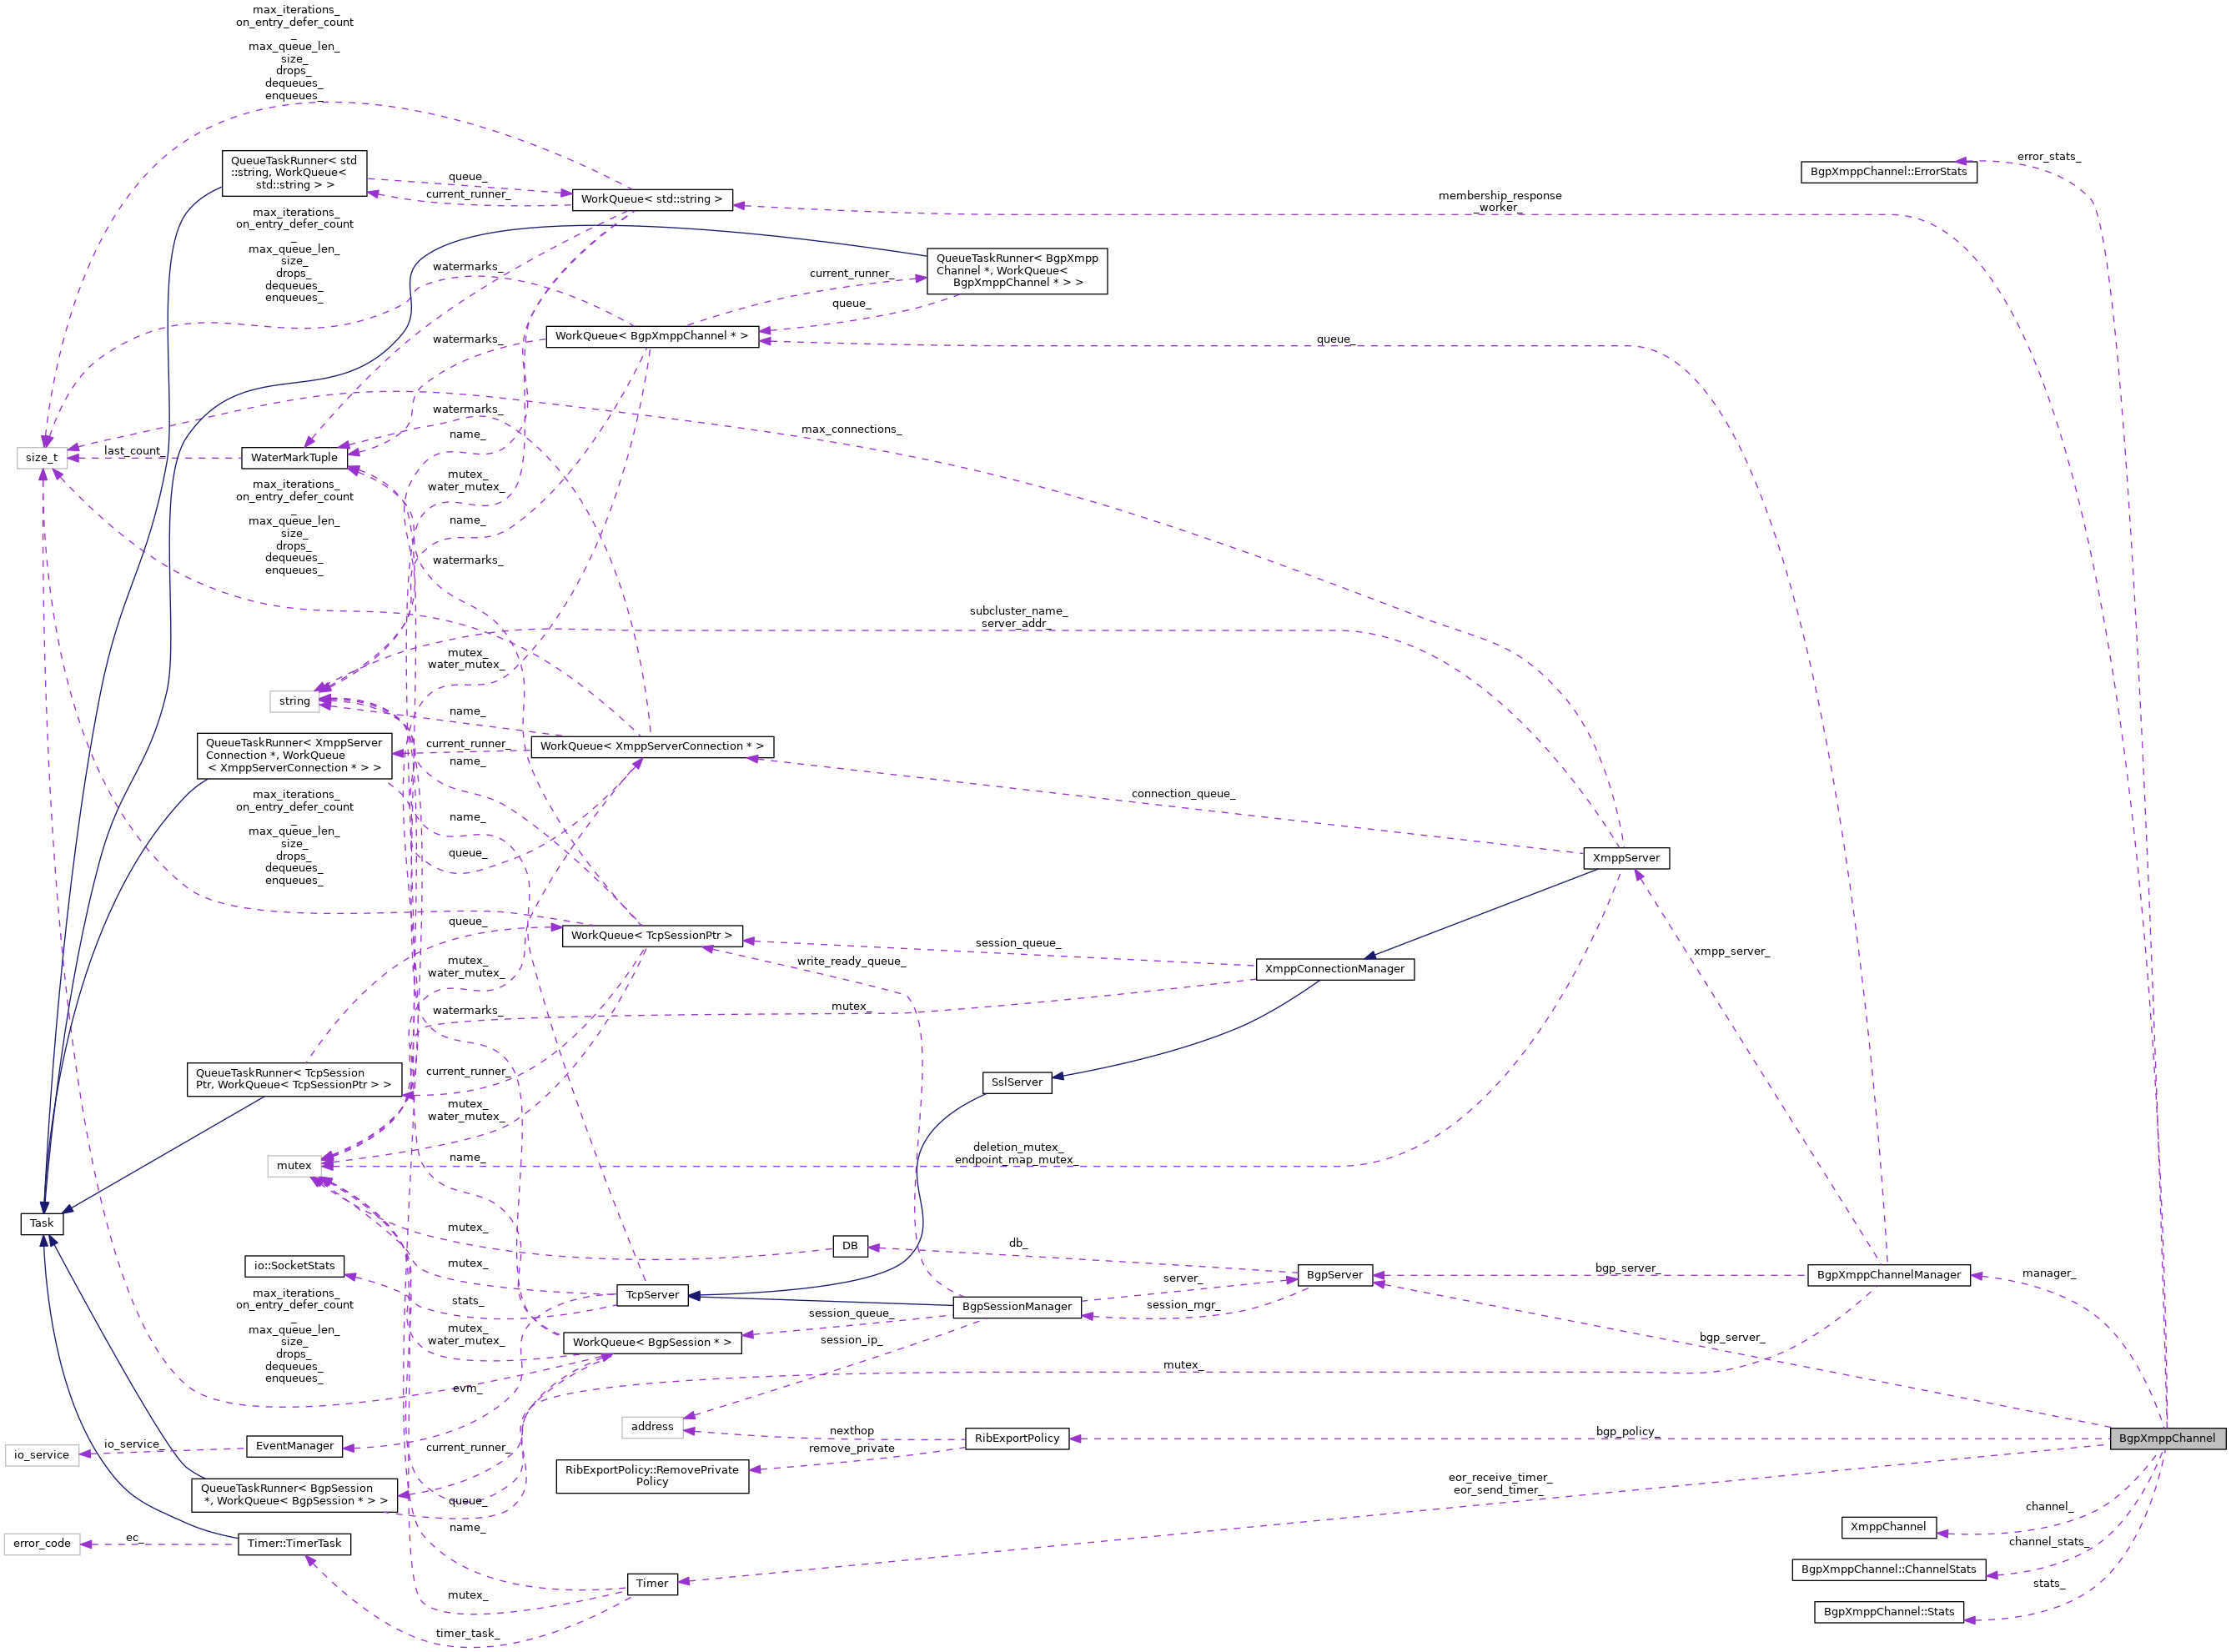 max_iterations_
on_entry_defer_count
_
max_queue_len_
size_
drops_
dequeues_
enqueues_
QueueTaskRunner< std
::string, WorkQueue<
std::string > >
queue_
current_runner_
WorkQueue< std::string >
membership_response
_worker_
BgpXmppChannel::ErrorStats
error_stats_
max_iterations_
on_entry_defer_count
_
max_queue_len_
size_
drops_
dequeues_
enqueues_
watermarks_
current_runner_
queue_
QueueTaskRunner< BgpXmpp
Channel *, WorkQueue<
BgpXmppChannel * > >
WorkQueue< BgpXmppChannel * >
watermarks_
queue_
watermarks_
name_
max_connections_
size_t
last_count_
WaterMarkTuple
mutex_
water_mutex_
max_iterations_
on_entry_defer_count
_
max_queue_len_
size_
drops_
dequeues_
enqueues_
name_
watermarks_
subcluster_name_
server_addr_
mutex_
water_mutex_
string
name_
QueueTaskRunner< XmppServer
Connection *, WorkQueue
< XmppServerConnection * > >
current_runner_
name_
WorkQueue< XmppServerConnection * >
connection_queue_
max_iterations_
on_entry_defer_count
_
max_queue_len_
size_
drops_
dequeues_
enqueues_
name_
queue_
XmppServer
queue_
WorkQueue< TcpSessionPtr >
session_queue_
write_ready_queue_
XmppConnectionManager
xmpp_server_
mutex_
water_mutex_
watermarks_
mutex_
QueueTaskRunner< TcpSession
Ptr, WorkQueue< TcpSessionPtr > >
current_runner_
SslServer
mutex_
water_mutex_
mutex
name_
deletion_mutex_
endpoint_map_mutex_
Task
mutex_
DB
db_
io::SocketStats
mutex_
stats_
TcpServer
BgpSessionManager
server_
session_mgr_
BgpServer
bgp_server_
BgpXmppChannelManager
manager_
max_iterations_
on_entry_defer_count
_
max_queue_len_
size_
drops_
dequeues_
enqueues_
mutex_
water_mutex_
WorkQueue< BgpSession * >
session_queue_
session_ip_
bgp_server_
mutex_
evm_
io_service
io_service_
EventManager
address
nexthop
remove_private
RibExportPolicy
bgp_policy_
BgpXmppChannel
current_runner_
RibExportPolicy::RemovePrivate
Policy
QueueTaskRunner< BgpSession
*, WorkQueue< BgpSession * > >
queue_
eor_receive_timer_
eor_send_timer_
channel_
XmppChannel
name_
error_code
ec_
Timer::TimerTask
channel_stats_
BgpXmppChannel::ChannelStats
Timer
mutex_
stats_
BgpXmppChannel::Stats
timer_task_